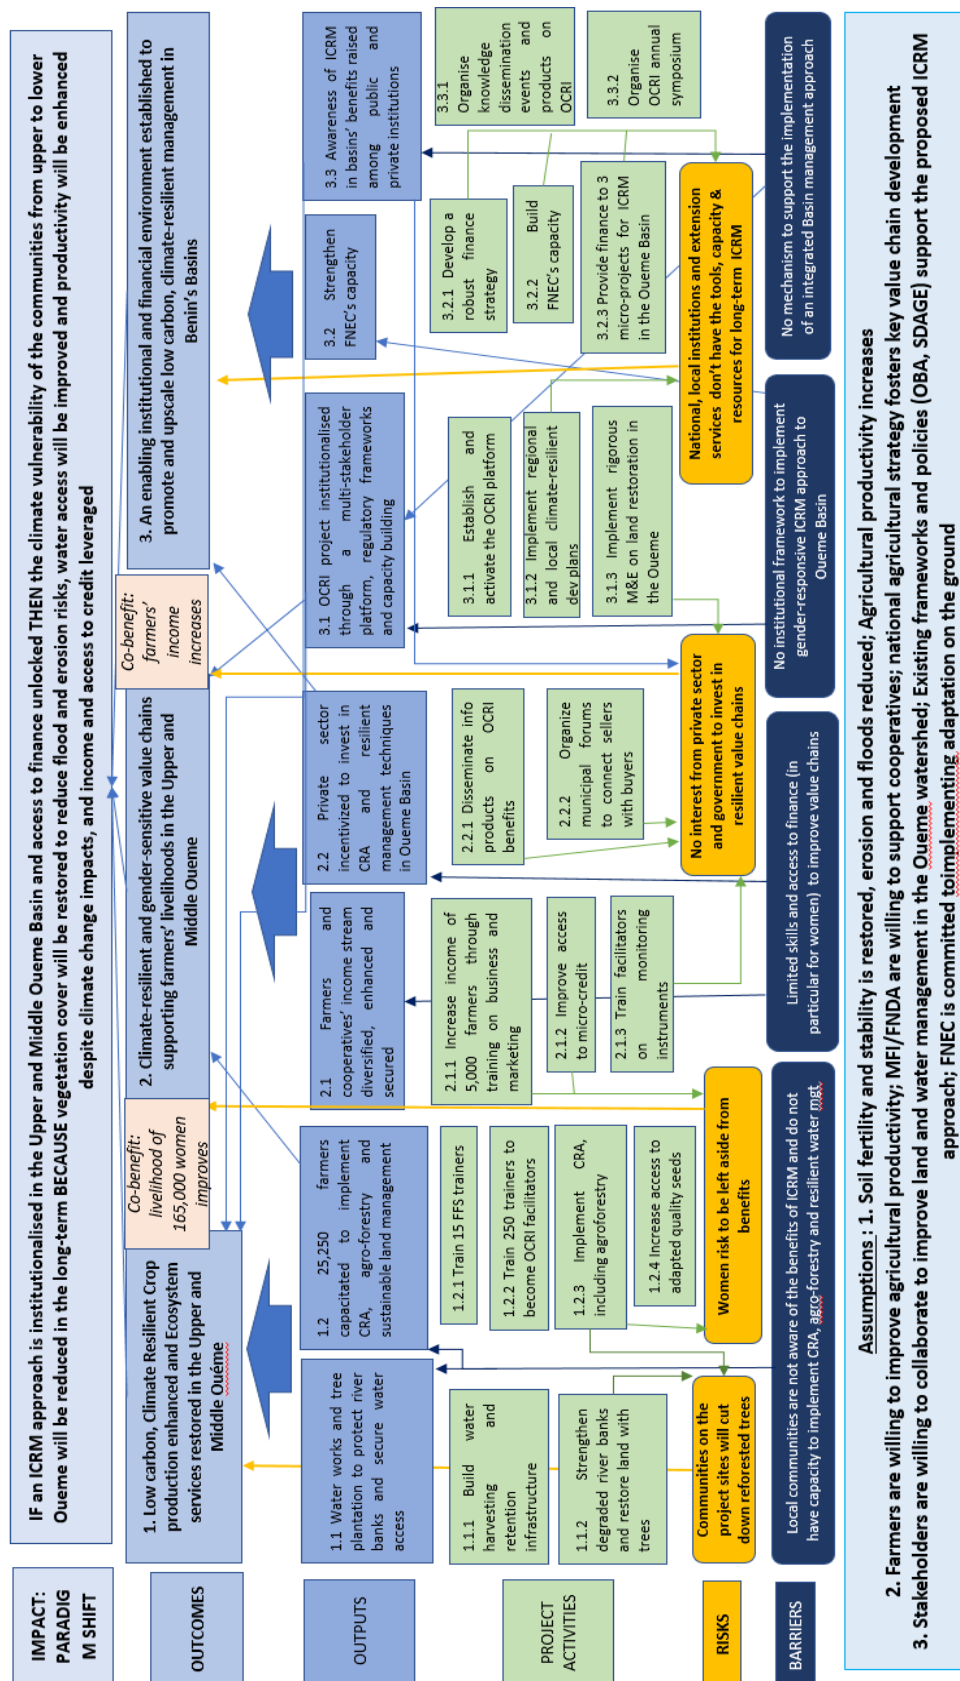 IMPACT:
PARADIG
M SHIFT
IF an ICRM approach is institutionalised in the Upper and Middle Oueme Basin and access to finance unlocked THEN the climate vulnerability of the communities from upper to lower
Oueme will be reduced in the long-term BECAUSE vegetation cover will be restored to reduce flood and erosion risks, water access will be improved and productivity will be enhanced
despite climate change impacts, and income and access to credit leveraged
OUTCOMES
1. Low carbon, Climate Resilient Crop
production enhanced and Ecosystem
services restored in the Upper and
Middle Ouémé
Co-benefit:
livelihood of
165,000 women
improves
2. Climate-resilient and gender-sensitive value chains
supporting farmers' livelihoods in the Upper and
Middle Oueme
Co-benefit:
farmers'
income
increases
3. An enabling institutional and financial environment established to
promote and upscale low carbon, climate-resilient management in
Benin's Basins
OUTPUTS
1.1 Water works and tree
plantation to protect river
banks and secure water
access
1.2 25,250 farmers
capacitated to implement
CRA, agro-forestry and
sustainable land management
2.1 Farmers and
cooperatives' income stream
diversified, enhanced and
secured
2.2 Private sector
incentivized to invest in
CRA and resilient
management techniques
in Oueme Basin
3.1 OCRI project institutionalised
through a multi-stakeholder
platform, regulatory frameworks
and capacity building
3.2 Strengthen
FNEC's capacity
3.3 Awareness of ICRM
in basins' benefits raised
among public and
private institutions
PROJECT
ACTIVITIES
1.1.1 Build water
harvesting and
retention
infrastructure
1.1.2 Strengthen
degraded river banks
and restore land with
trees
1.2.1 Train 15 FFS trainers
1.2.2 Train 250 trainers to
become OCRI facilitators
1.2.3 Implement CRA,
including agroforestry
1.2.4 Increase access to
adapted quality seeds
2.1.1 Increase income of
5,000 farmers through
training on business and
marketing
2.1.2 Improve access
to micro-credit
2.1.3 Train facilitators
on monitoring
instruments
2.2.1 Disseminate info
products on OCRI
benefits
2.2.2 Organize
municipal forums
to connect sellers
with buyers
3.1.1 Establish and
activate the OCRI platform
3.1.2 Implement regional
and local climate-resilient
dev plans
3.1.3 Implement rigorous
M&E on land restoration in
the Oueme
3.2.1 Develop a
robust finance
strategy
3.2.2 Build
FNEC's capacity
3.2.3 Provide finance to 3
micro-projects for ICRM
in the Oueme Basin
3.3.1
Organise
knowledge
dissemination
events and
products on
OCRI
3.3.2
Organise
OCRI annual
symposium
RISKS
Communities on the
project sites will cut
down reforested trees
Women risk to be left aside from
benefits
No interest from private sector
and government to invest in
resilient value chains
National, local institutions and extension
services don't have the tools, capacity &
resources for long-term ICRM
BARRIERS
Local communities are not aware of the benefits of ICRM and do not
have capacity to implement CRA, agro-forestry and resilient water mgt
Limited skills and access to finance (in
particular for women) to improve value chains
No institutional framework to implement
gender-responsive ICRM approach to
Oueme Basin
No mechanism to support the implementation
of an integrated Basin management approach
Assumptions : 1. Soil fertility and stability is restored, erosion and floods reduced; Agricultural productivity increases
2. Farmers are willing to improve agricultural productivity; MFI/FNDA are willing to support cooperatives; national agricultural strategy fosters key value chain development
3. Stakeholders are willing to collaborate to improve land and water management in the Oueme watershed; Existing frameworks and policies (OBA, SDAGE) support the proposed ICRM
approach; FNEC is committed toimplementing adaptation on the ground